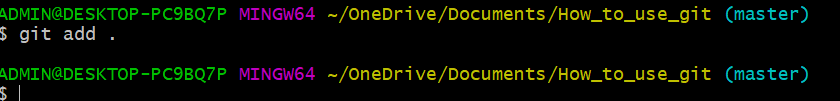 ADMIN@DESKTOP-PC9BQ7P MINGW64 ~/OneDrive/Documents/How_to_use_git (master)
$ git add .
ADMIN@DESKTOP-PC9BQ7P MINGW64 ~/OneDrive/Documents/How_to_use_git (master)
$